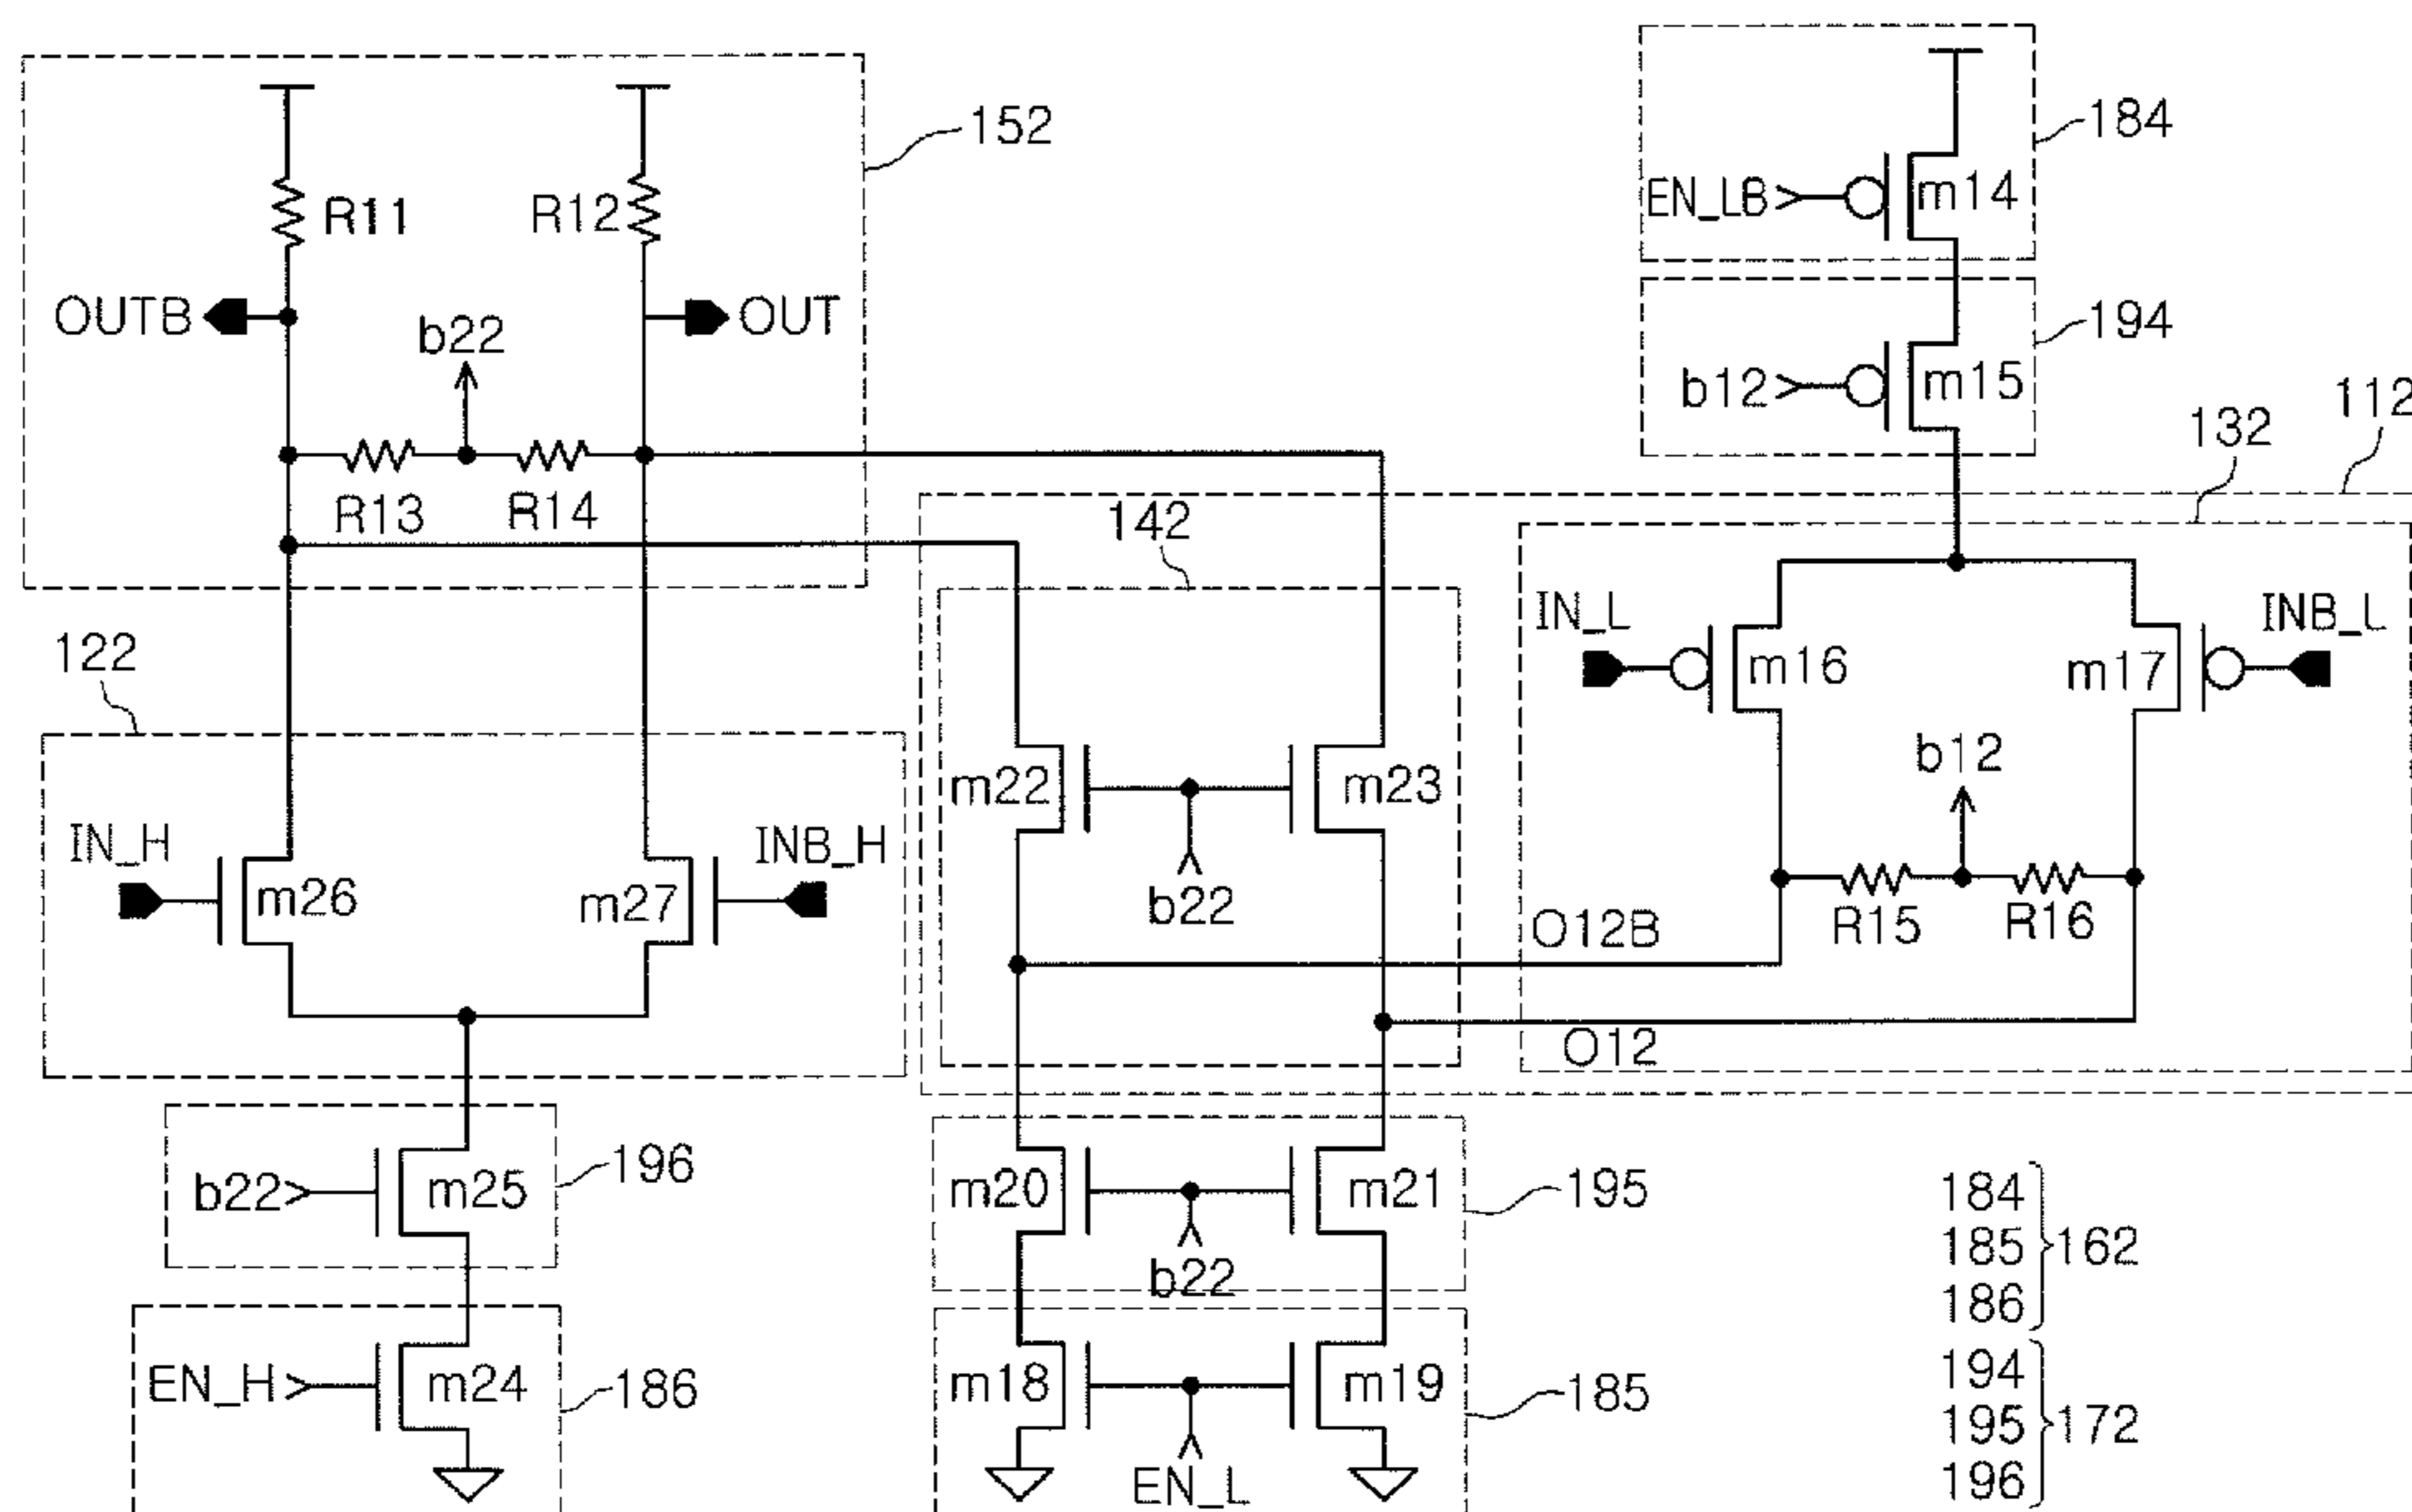 152
R11
R12
OUTB
b22
OUT
R13
R14
184
EN_LB
m14
194
b12
m15
132
112
142
IN_L
INB_L
m16
m17
b12
R15
R16
O12B
O12
122
m22
m23
b22
IN_H
INB_H
m26
m27
b22
m25
196
m20
m21
b22
195
EN_H
m24
186
m18
m19
EN_L
185
184
185
186
162
194
195
196
172